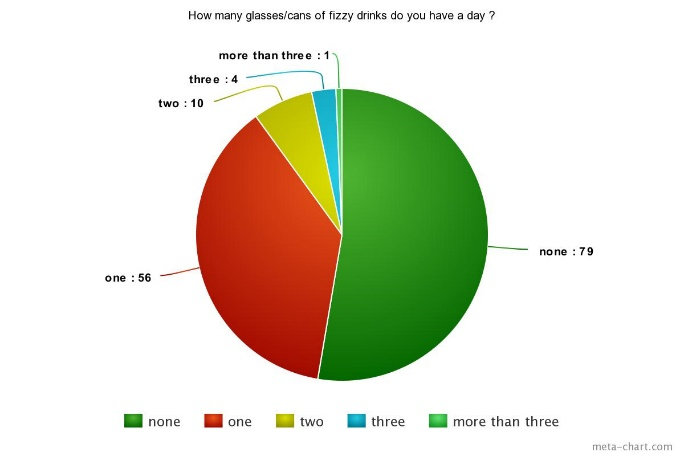 How many glasses/cans of fizzy drinks do you have a day ?
more than three : 1
three : 4
two : 10
none : 79
one : 56
none one two three more than three
meta-chart.com